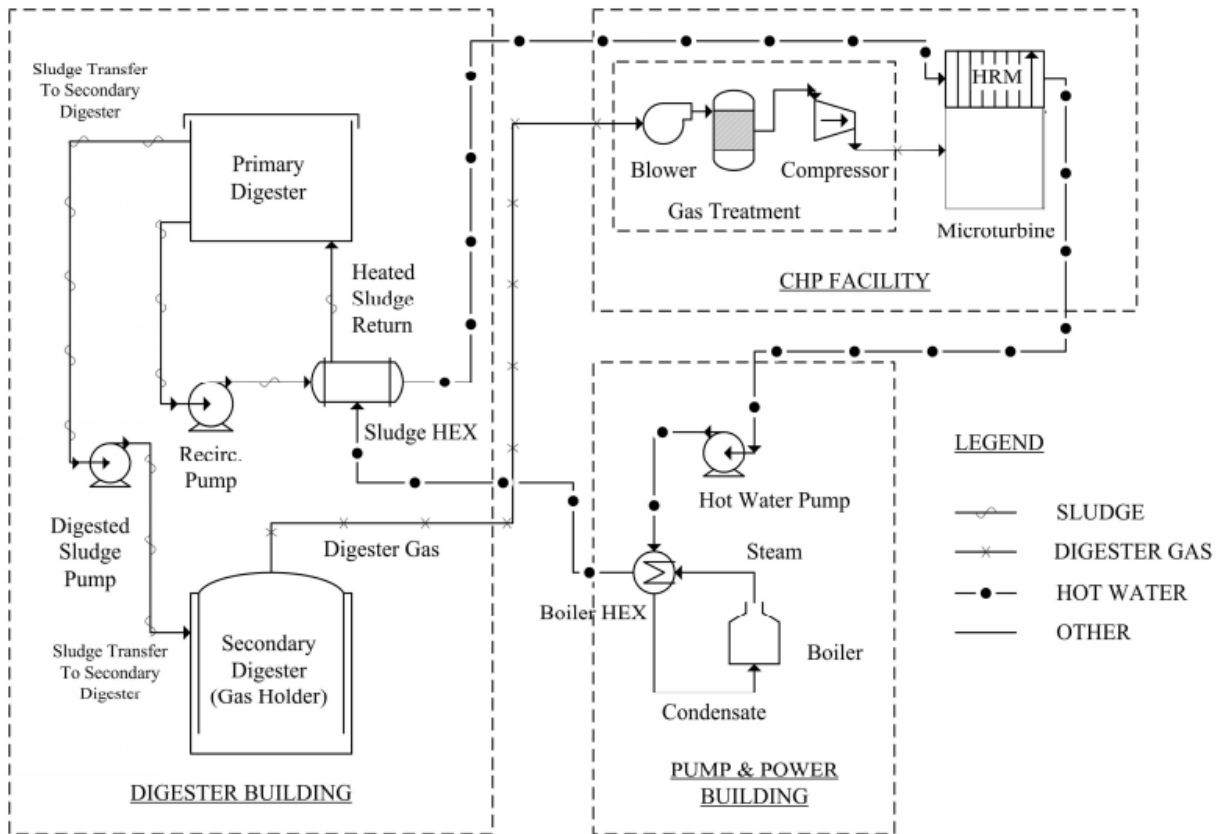 Sludge Transfer
To Secondary
Digester
Primary
Digester
Heated
Sludge
Return
Sludge HEX
Recirc.
Pump
Digested
Sludge
Pump
Digester Gas
Sludge Transfer
To Secondary
Digester
Secondary
Digester
(Gas Holder)
DIGESTER BUILDING
HRM
Blower
Compressor
Gas Treatment
Microturbine
CHP FACILITY
Hot Water Pump
Steam
Boiler HEX
Boiler
Condensate
PUMP & POWER
BUILDING
LEGEND
SLUDGE
DIGESTER GAS
HOT WATER
OTHER